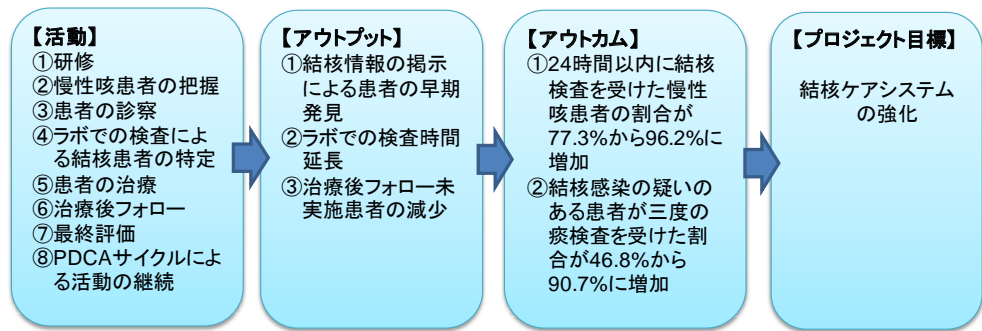 【活動】
①研修
②慢性咳患者の把握
③患者の診察
④ラボでの検査によ
る結核患者の特定
⑤患者の治療
⑥治療後フォロー
⑦最終評価
⑧PDCAサイクルによ
る活動の継続
【アウトプット】
①結核情報の掲示
による患者の早期
発見
②ラボでの検査時間
延長
③治療後フォロー未
実施患者の減少
【アウトカム】
①24時間以内に結核
検査を受けた慢性
咳患者の割合が
77.3%から96.2%に
増加
②結核感染の疑いの
ある患者が三度の
痰検査を受けた割
合が46.8%から
90.7%に増加
【プロジェクト目標】
結核ケアシステム
の強化